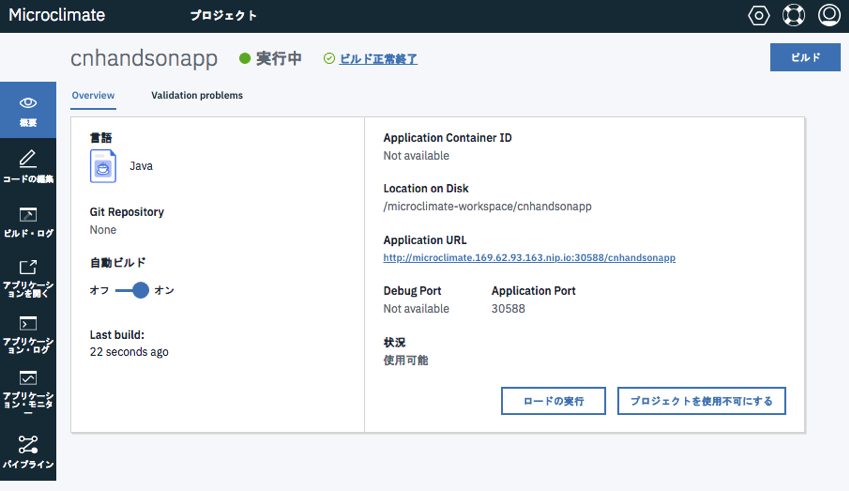 Microclimate
プロジェクト
cnhandsonapp
実行中
ビルド正常終了
ビルド
Overview
Validation problems
概要
コードの編集
ビルド・ログ
アプリケーシ
ョンを開く
アプリケーシ
ョン・ログ
アプリケーシ
ョン・モニタ
ー
パイプライン
言語
Java
Git Repository
None
自動ビルド
オフ
オン
Last build:
22 seconds ago
Application Container ID
Not available
Location on Disk
/microclimate-workspace/cnhandsonapp
Application URL
http://microclimate.169.62.93.163.nip.io:30588/cnhandsonapp
Debug Port
Application Port
Not available
30588
状況
使用可能
ロードの実行
プロジェクトを使用不可にする